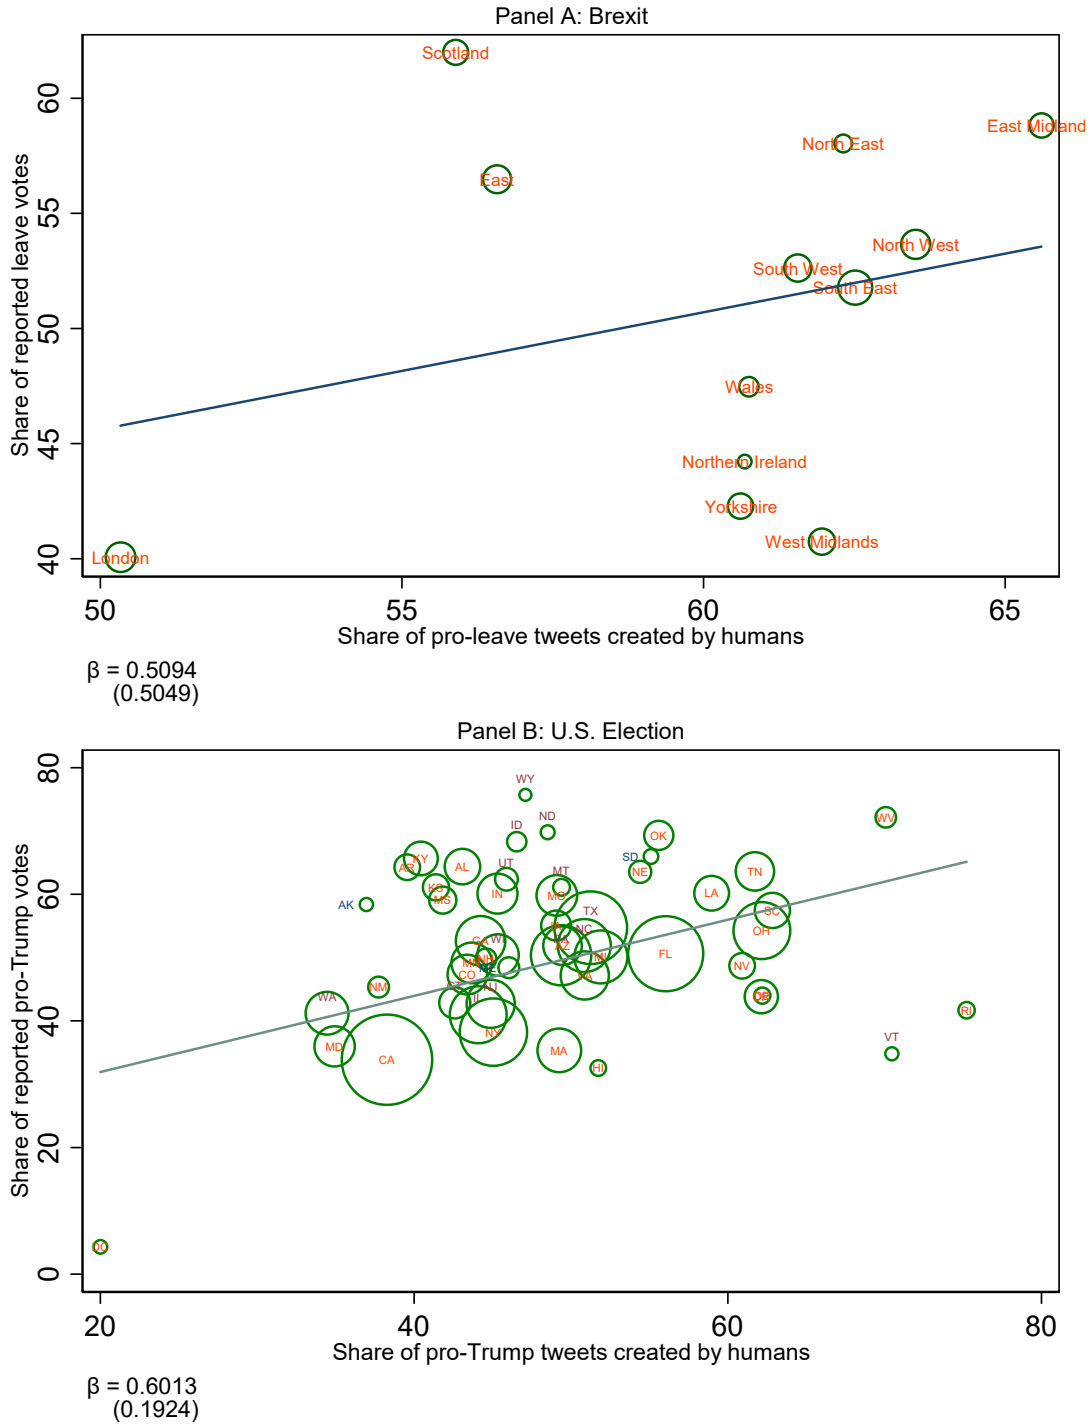 Panel A: Brexit
Share of reported leave votes
60
55
50
45
40
Scotland
East Midland
North East
East
North West
South West
South East
Wales
Northern Ireland
Yorkshire
West Midlands
London
50
55
60
65
Share of pro-leave tweets created by humans
β = 0.5094
(0.5049)
Panel B: U.S. Election
Share of reported pro-Trump votes
80
60
40
20
0
WY
ND
ID
OK
WV
SD
KY
AR
AL
UT
MT
NE
TN
KS
MS
IN
MO
LA
AK
TX
SC
NC
OH
GA
WI
AZ
MI
FL
NV
CO
VA
NM
NJ
WA
NY
RI
MD
CA
MA
HI
VT
DC
20
40
60
80
Share of pro-Trump tweets created by humans
β = 0.6013
(0.1924)